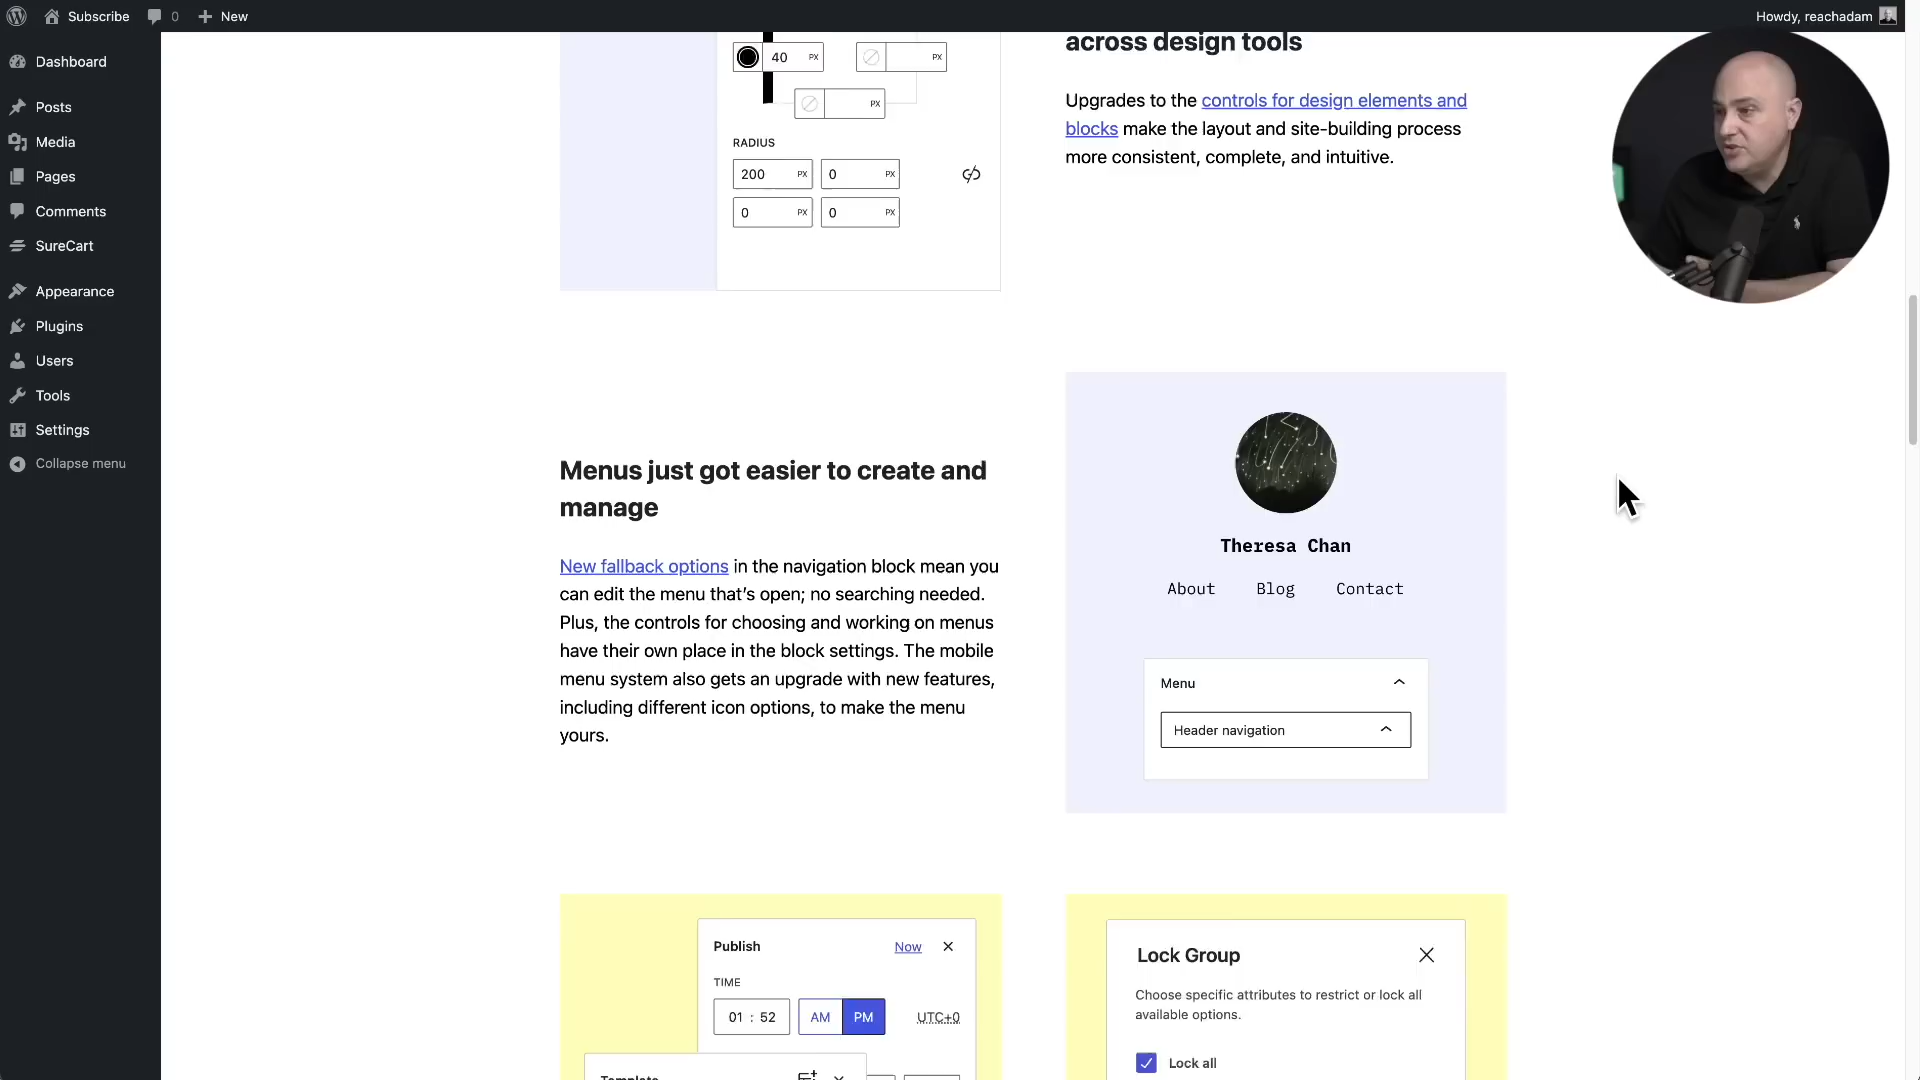 Subscribe
0
New
Howdy, reachadam
Dashboard
Posts
Media
Pages
Comments
SureCart
Appearance
Plugins
Users
Tools
Settings
Collapse menu
40 PX
PX
PX
RADIUS
200 PX
0 PX
0 PX
0 PX
across design tools
Upgrades to the controls for design elements and
blocks make the layout and site-building process
more consistent, complete, and intuitive.
Menus just got easier to create and
manage
New fallback options in the navigation block mean you
can edit the menu that’s open; no searching needed.
Plus, the controls for choosing and working on menus
have their own place in the block settings. The mobile
menu system also gets an upgrade with new features,
including different icon options, to make the menu
yours.
Theresa Chan
About Blog Contact
Menu
Header navigation
Publish Now
TIME
01 : 52 AM PM UTC+0
Template
Lock Group
Choose specific attributes to restrict or lock all
available options.
Lock all